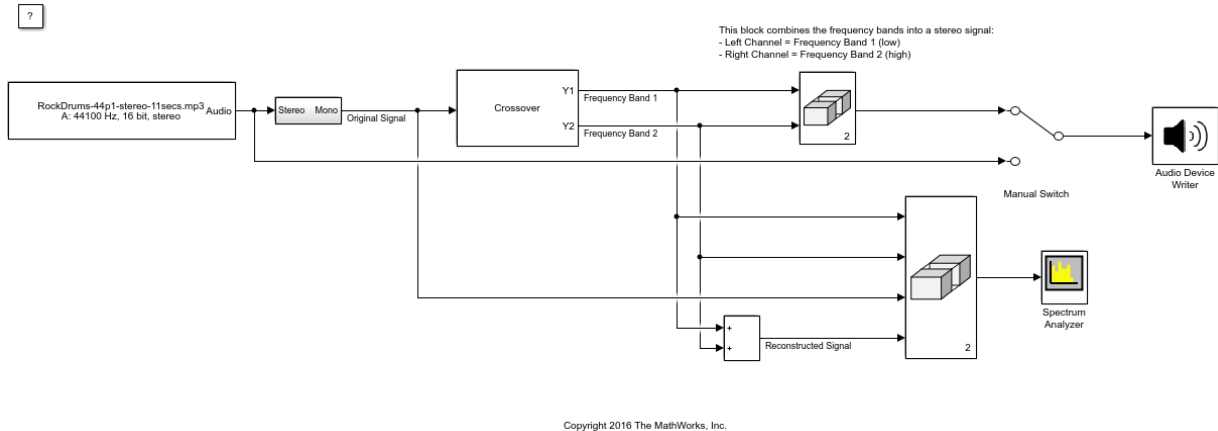 ?
This block combines the frequency bands into a stereo signal:
- Left Channel = Frequency Band 1 (low)
- Right Channel = Frequency Band 2 (high)
RockDrums-44p1-stereo-11secs.mp3
A: 44100 Hz, 16 bit, stereo
Audio
Stereo Mono
Original Signal
Crossover
Y1
Y2
Frequency Band 1
Frequency Band 2
2
Manual Switch
Audio Device
Writer
2
Spectrum
Analyzer
+
+
Reconstructed Signal
Copyright 2016 The MathWorks, Inc.